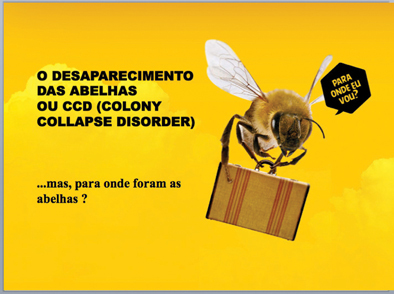 O DESAPARECIMENTO
DAS ABELHAS
OU CCD (COLONY
COLLAPSE DISORDER)
PARA
ONDE EU
VOU?
...mas, para onde foram as
abelhas ?